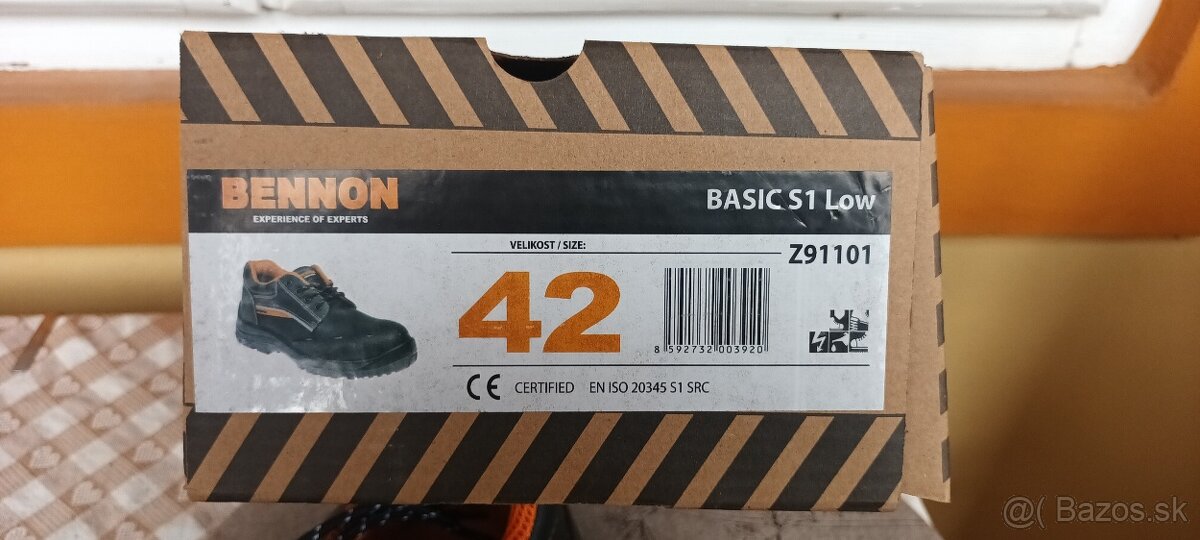 BENNON
EXPERIENCE OF EXPERTS
BASIC S1 Low
VELIKOST / SIZE:
Z91101
42
8 592732 003920
CE CERTIFIED EN ISO 20345 S1 SRC
@( Bazos.sk